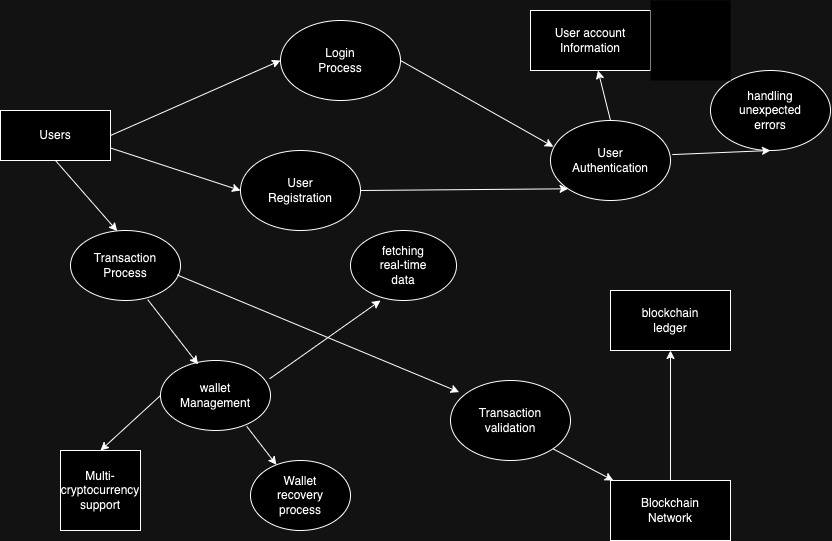 User account
Information
Login
Process
handling
unexpected
errors
Users
User
Authentication
User
Registration
fetching
real-time
data
Transaction
Process
blockchain
ledger
wallet
Management
Transaction
validation
Multi-
cryptocurrency
support
Wallet
recovery
process
Blockchain
Network